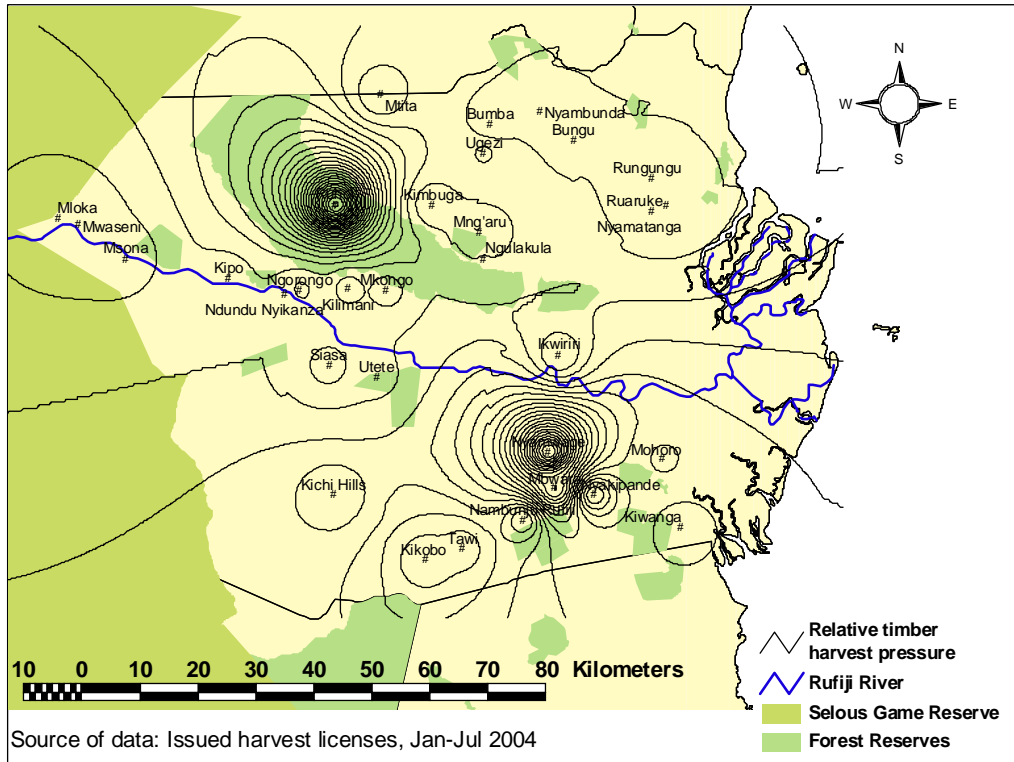 N
W E
S
Mtita
Bumba
Nyambunda
Bungu
Ugezi
Rungungu
Kimbuga
Ruaruke
Mloka
Mwaseni
Mng'aru
Nyamatanga
Msona
Ngulakula
Kipo
Ngorongo
Mkongo
Ndundu Nyikanza
Kilimani
Ikwiriri
Siasa
Utete
Nyamwage
Mohoro
Kichi Hills
Mbwara
Nyakipande
Nambunju
Kiwanga
Tawi
Kikobo
10 0 10 20 30 40 50 60 70 80 Kilometers
Relative timber
harvest pressure
Rufiji River
Selous Game Reserve
Forest Reserves
Source of data: Issued harvest licenses, Jan-Jul 2004